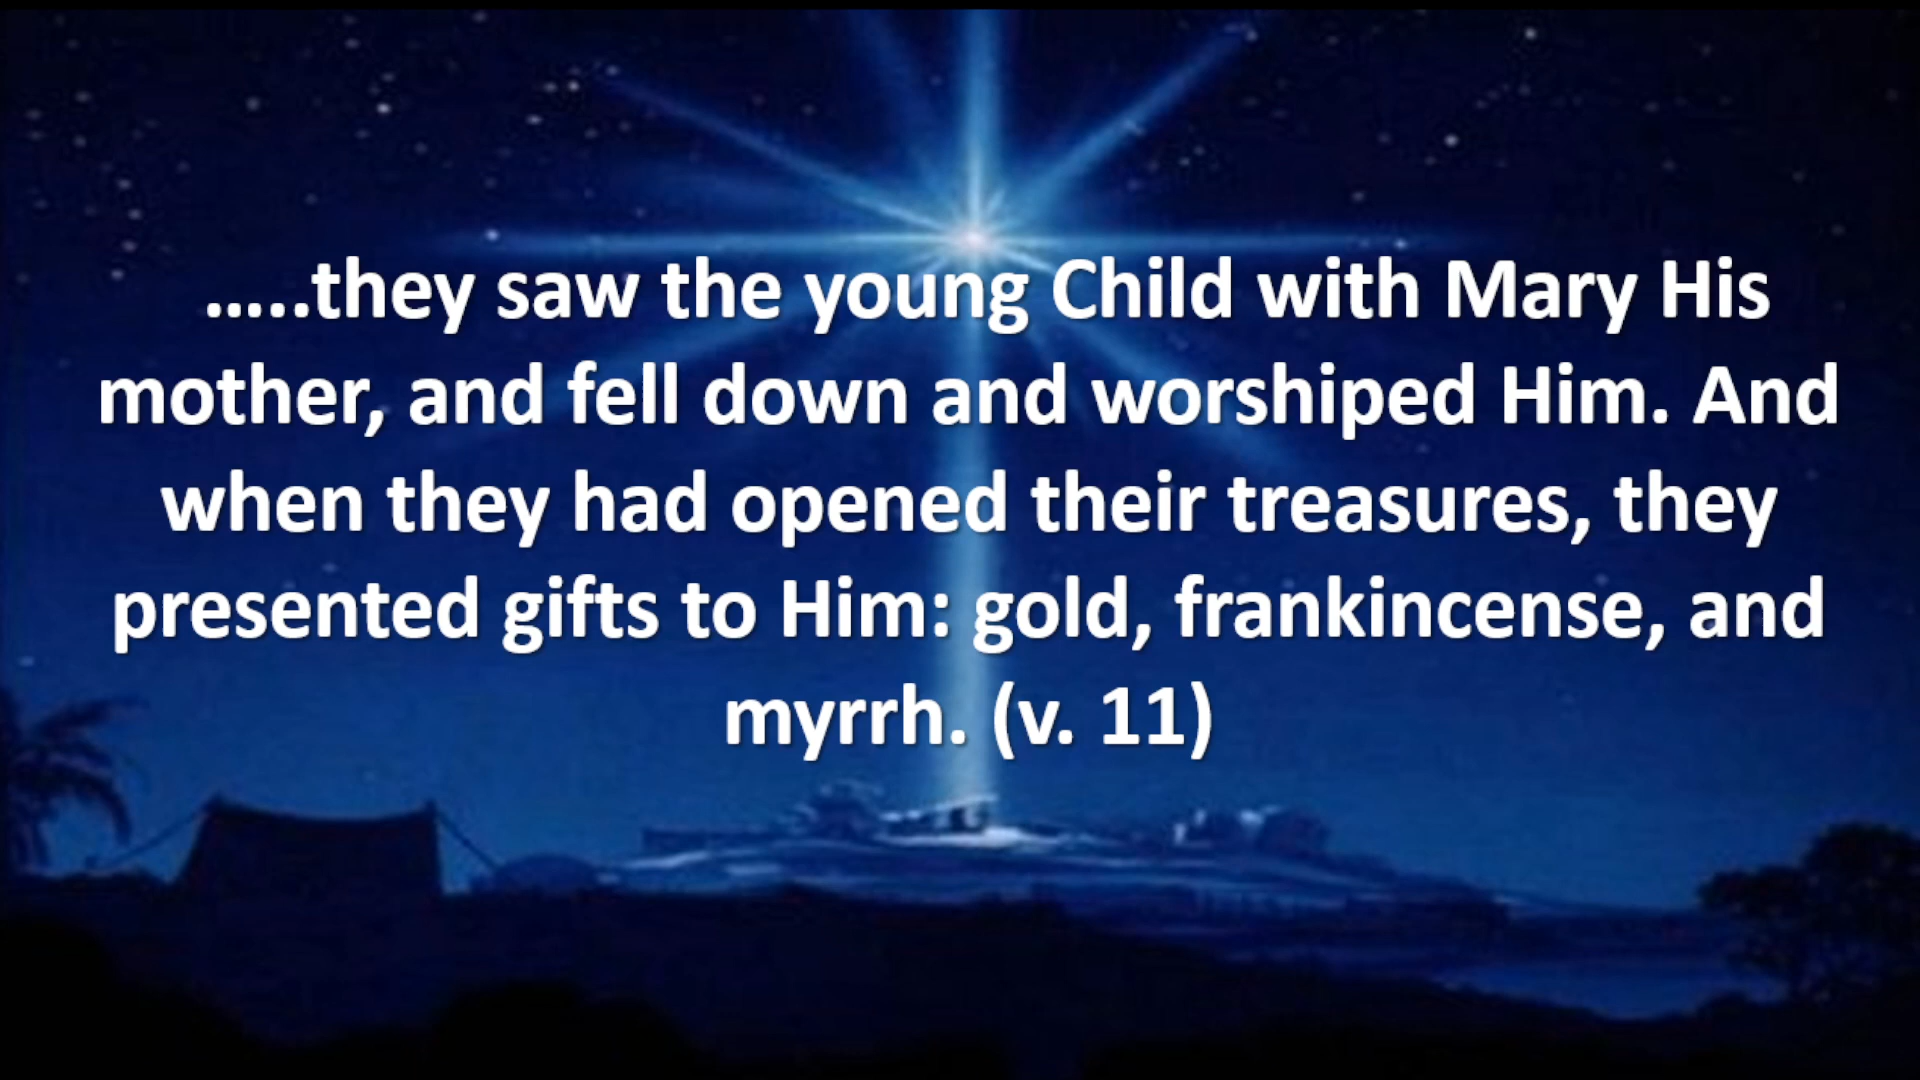 .....they saw the young Child with Mary His
mother, and fell down and worshiped Him. And
when they had opened their treasures, they
presented gifts to Him: gold, frankincense, and
myrrh. (v. 11)